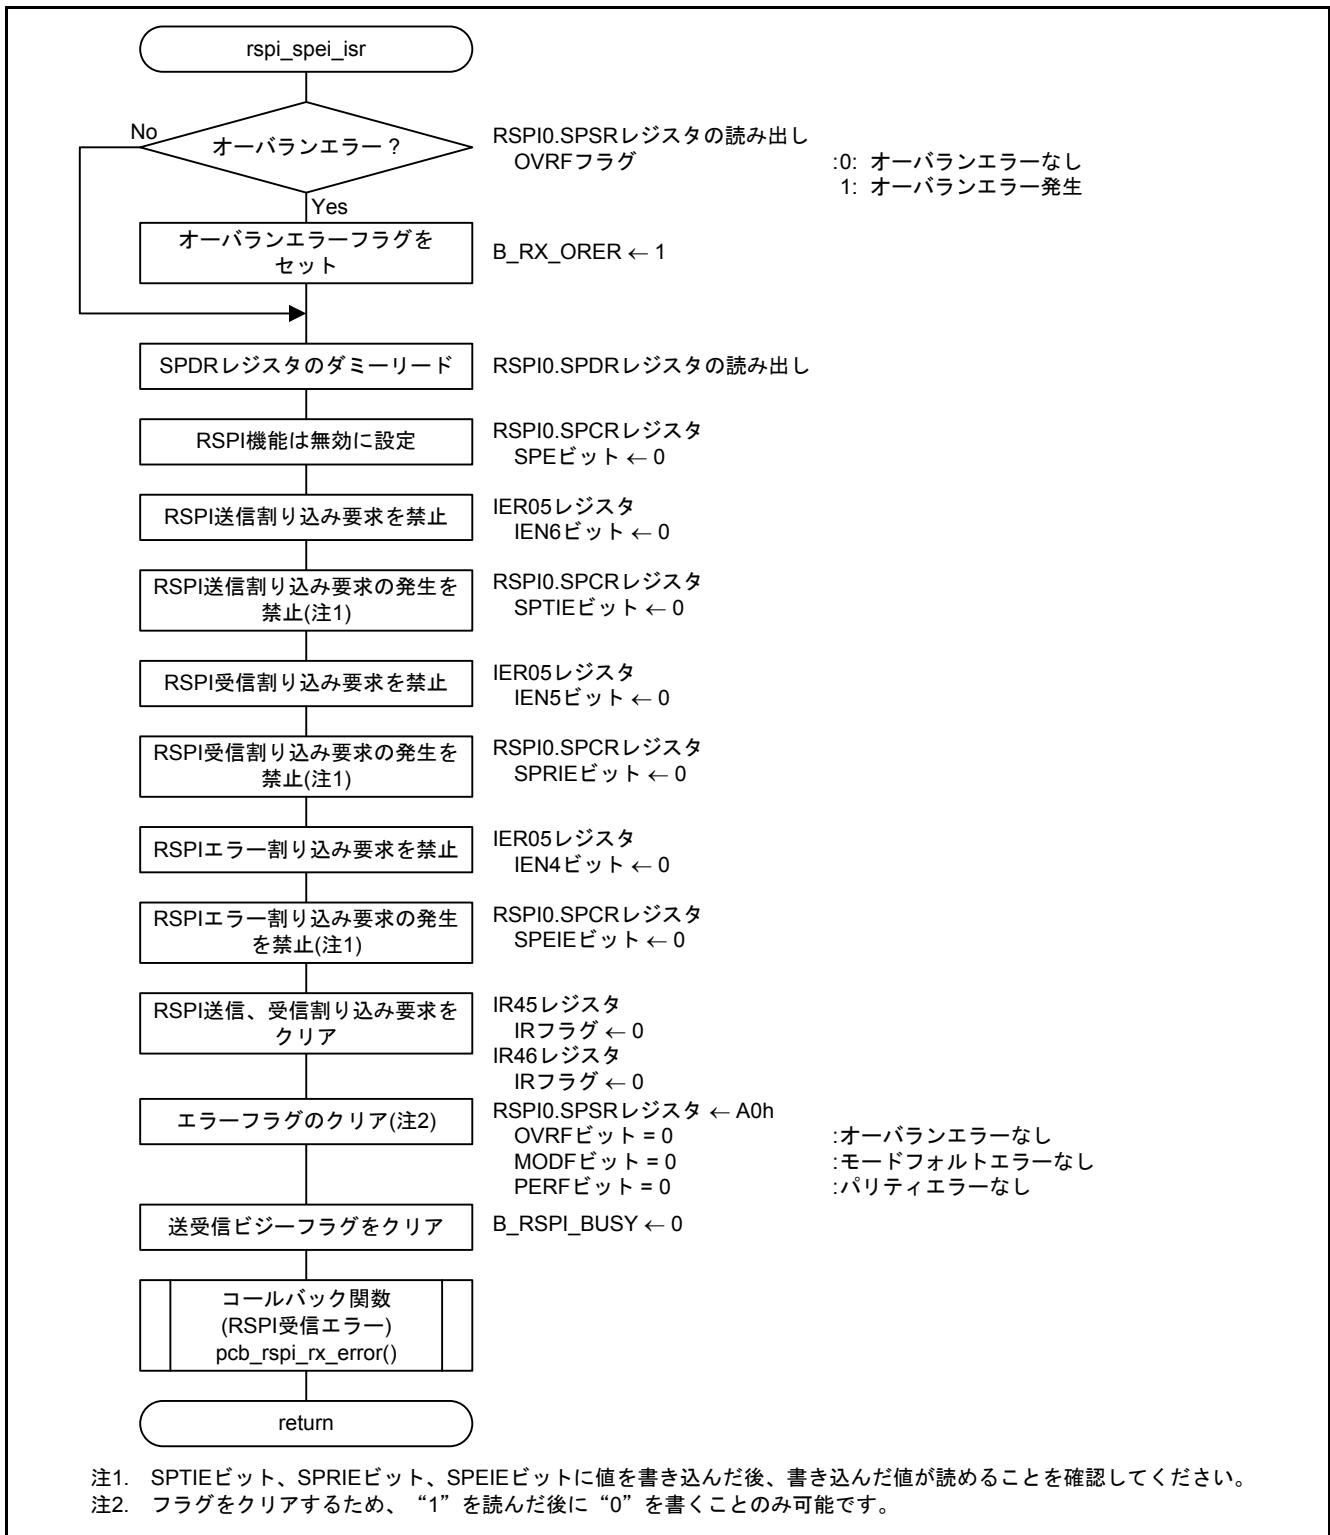 rspi_spei_isr
No
オーバランエラー ?
RSPI0.SPSRレジスタの読み出し
OVRFフラグ :0: オーバランエラーなし
1: オーバランエラー発生
Yes
オーバランエラーフラグを
セット
B_RX_ORER ← 1
SPDRレジスタのダミーリード
RSPI0.SPDRレジスタの読み出し
RSPI機能は無効に設定
RSPI0.SPCRレジスタ
SPEビット ← 0
RSPI送信割り込み要求を禁止
IER05レジスタ
IEN6ビット ← 0
RSPI送信割り込み要求の発生を
禁止(注1)
RSPI0.SPCRレジスタ
SPTIEビット ← 0
RSPI受信割り込み要求を禁止
IER05レジスタ
IEN5ビット ← 0
RSPI受信割り込み要求の発生を
禁止(注1)
RSPI0.SPCRレジスタ
SPRIEビット ← 0
RSPIエラー割り込み要求を禁止
IER05レジスタ
IEN4ビット ← 0
RSPIエラー割り込み要求の発生
を禁止(注1)
RSPI0.SPCRレジスタ
SPEIEビット ← 0
RSPI送信、受信割り込み要求を
クリア
IR45レジスタ
IRフラグ ← 0
IR46レジスタ
IRフラグ ← 0
エラーフラグのクリア(注2)
RSPI0.SPSRレジスタ ← A0h
OVRFビット = 0 :オーバランエラーなし
MODFビット = 0 :モードフォルトエラーなし
PERFビット = 0 :パリティエラーなし
送受信ビジーフラグをクリア
B_RSPI_BUSY ← 0
コールバック関数
(RSPI受信エラー)
pcb_rspi_rx_error()
return
注1. SPTIEビット、SPRIEビット、SPEIEビットに値を書き込んだ後、書き込んだ値が読めることを確認してください。
注2. フラグをクリアするため、“1”を読んだ後に“0”を書くことのみ可能です。